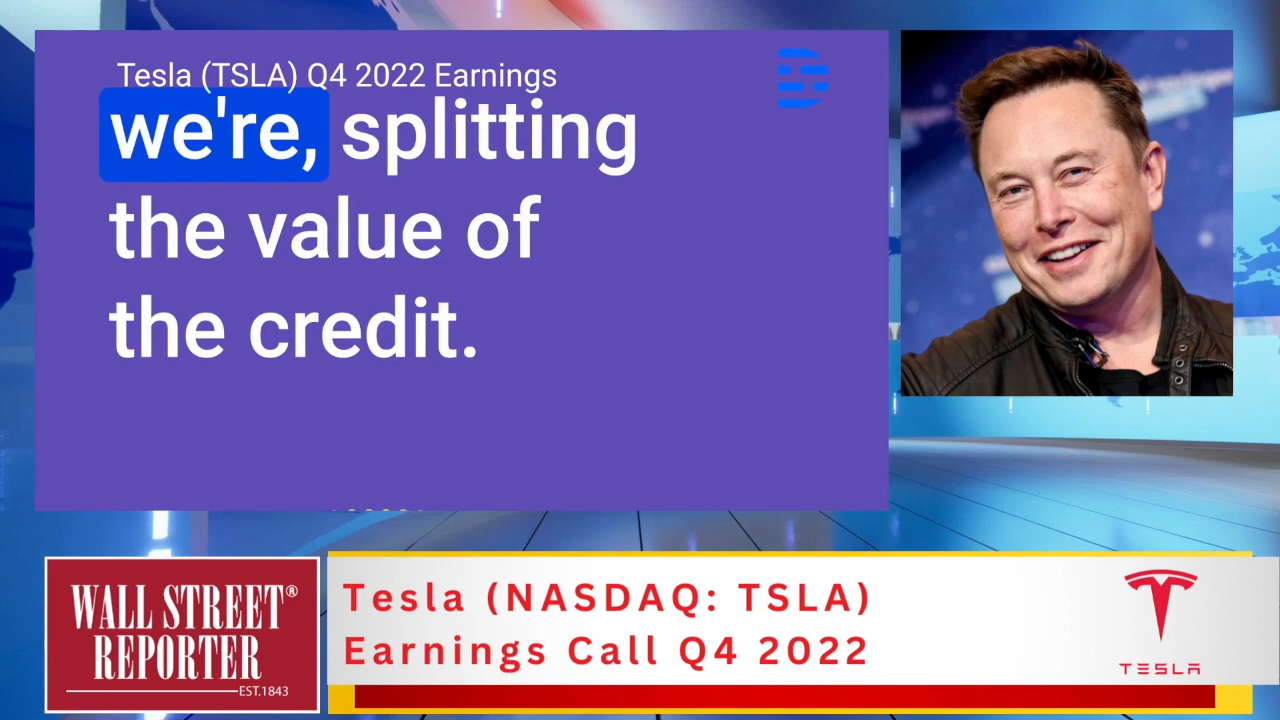 Tesla (TSLA) Q4 2022 Earnings
we're, splitting
the value of
the credit.
WALL STREET®
REPORTER
EST.1843
Tesla (NASDAQ: TSLA)
Earnings Call Q4 2022
TESLA